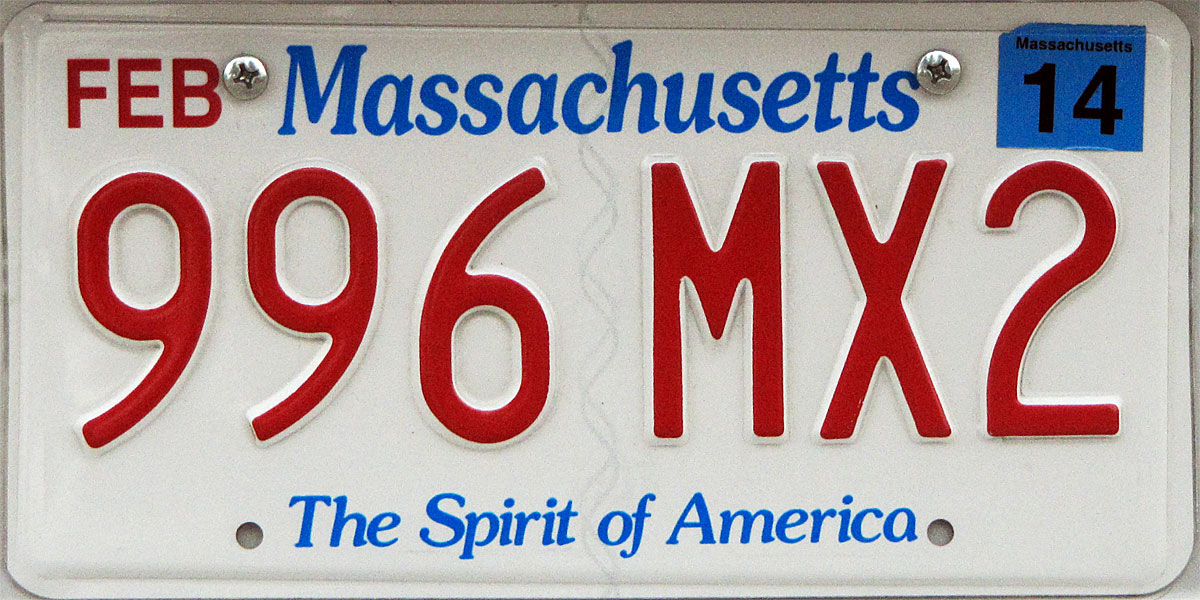 FEB Massachusetts
Massachusetts
14
996 MX2
The Spirit of America